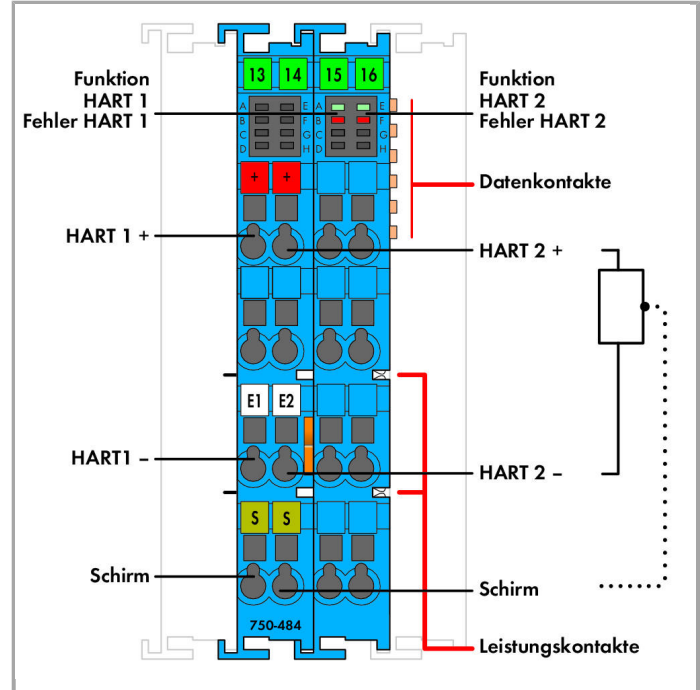 Funktion
HART 1
Fehler HART 1
13 14 15 16
Funktion
HART 2
Fehler HART 2
A E A E
B F B F
C G C G
D H D H
+ +
Datenkontakte
HART 1 +
HART 2 +
E1 E2
HART1 –
HART 2 –
S S
Schirm
Schirm
750-484
Leistungskontakte